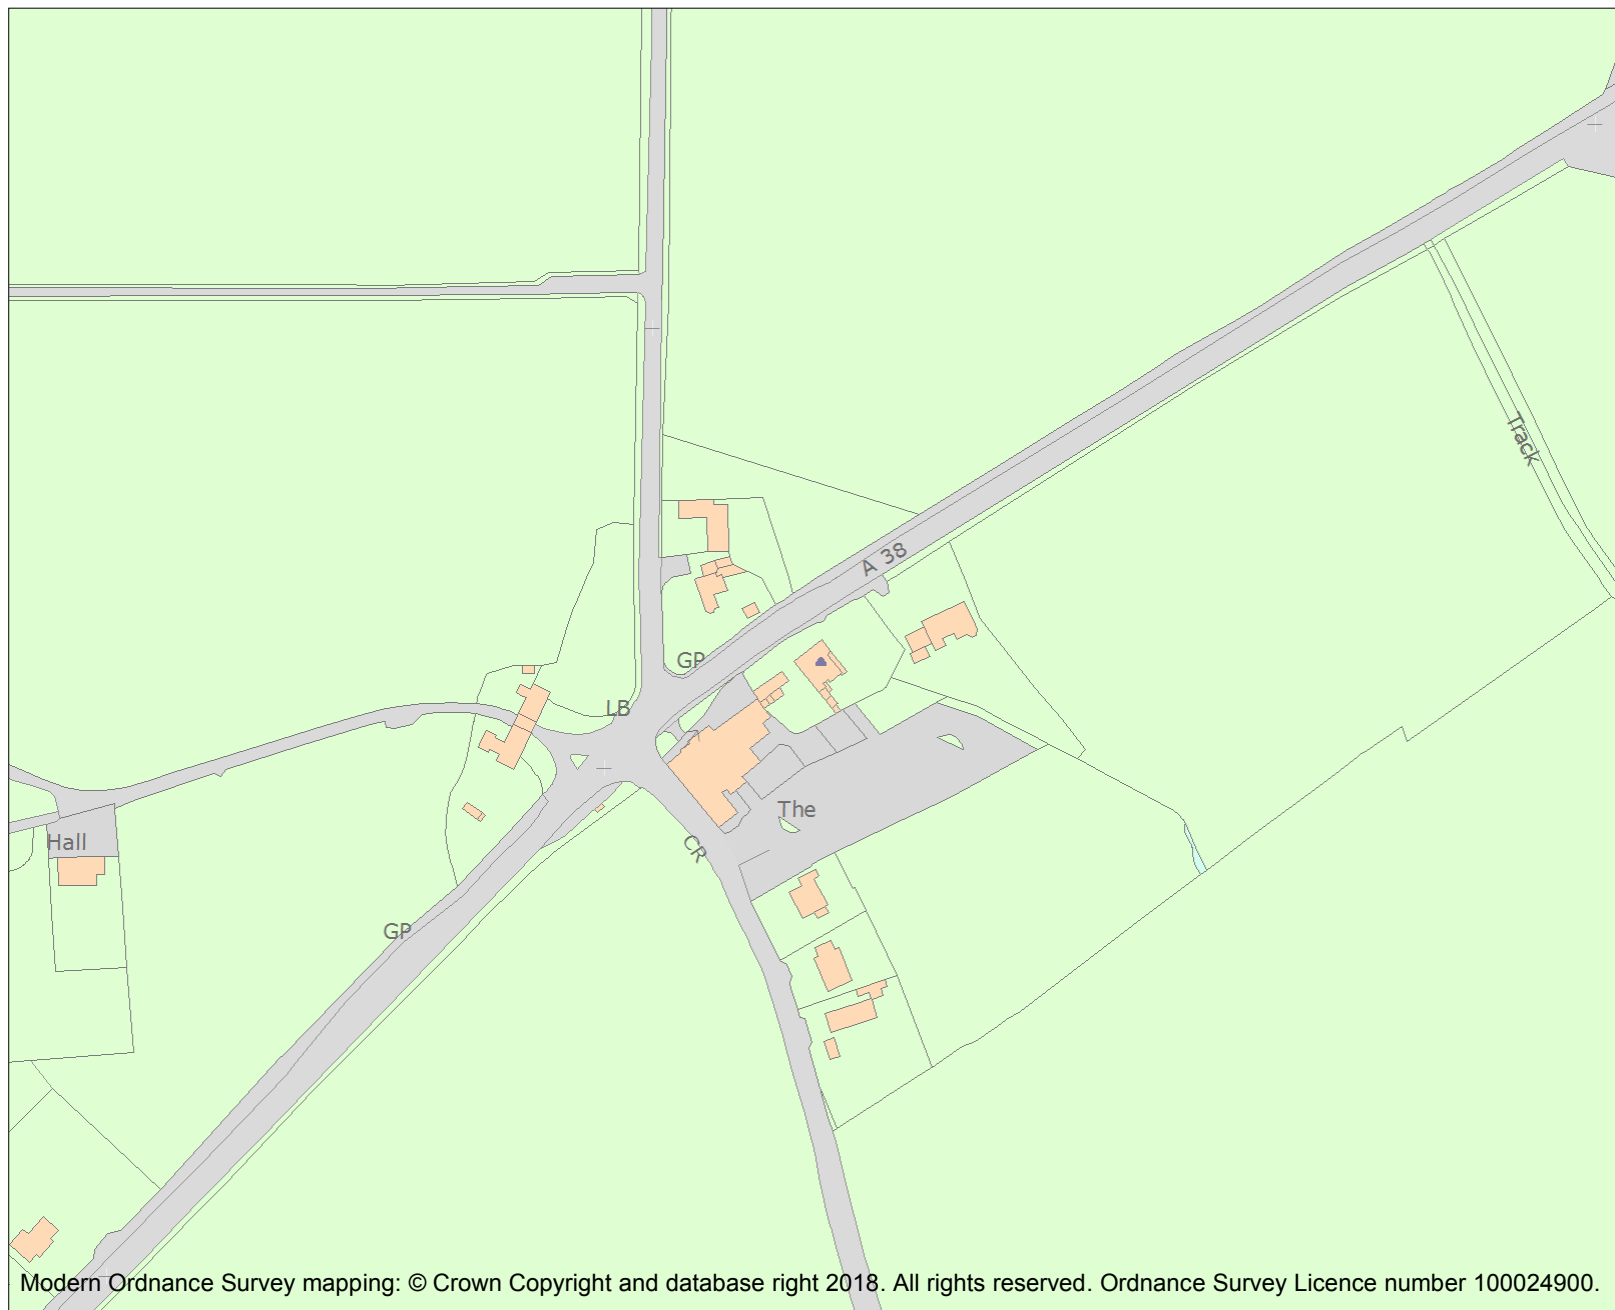 Track
A 38
GP
LB
The
Hall
CR
GP
Modern Ordnance Survey mapping: © Crown Copyright and database right 2018. All rights reserved. Ordnance Survey Licence number 100024900.